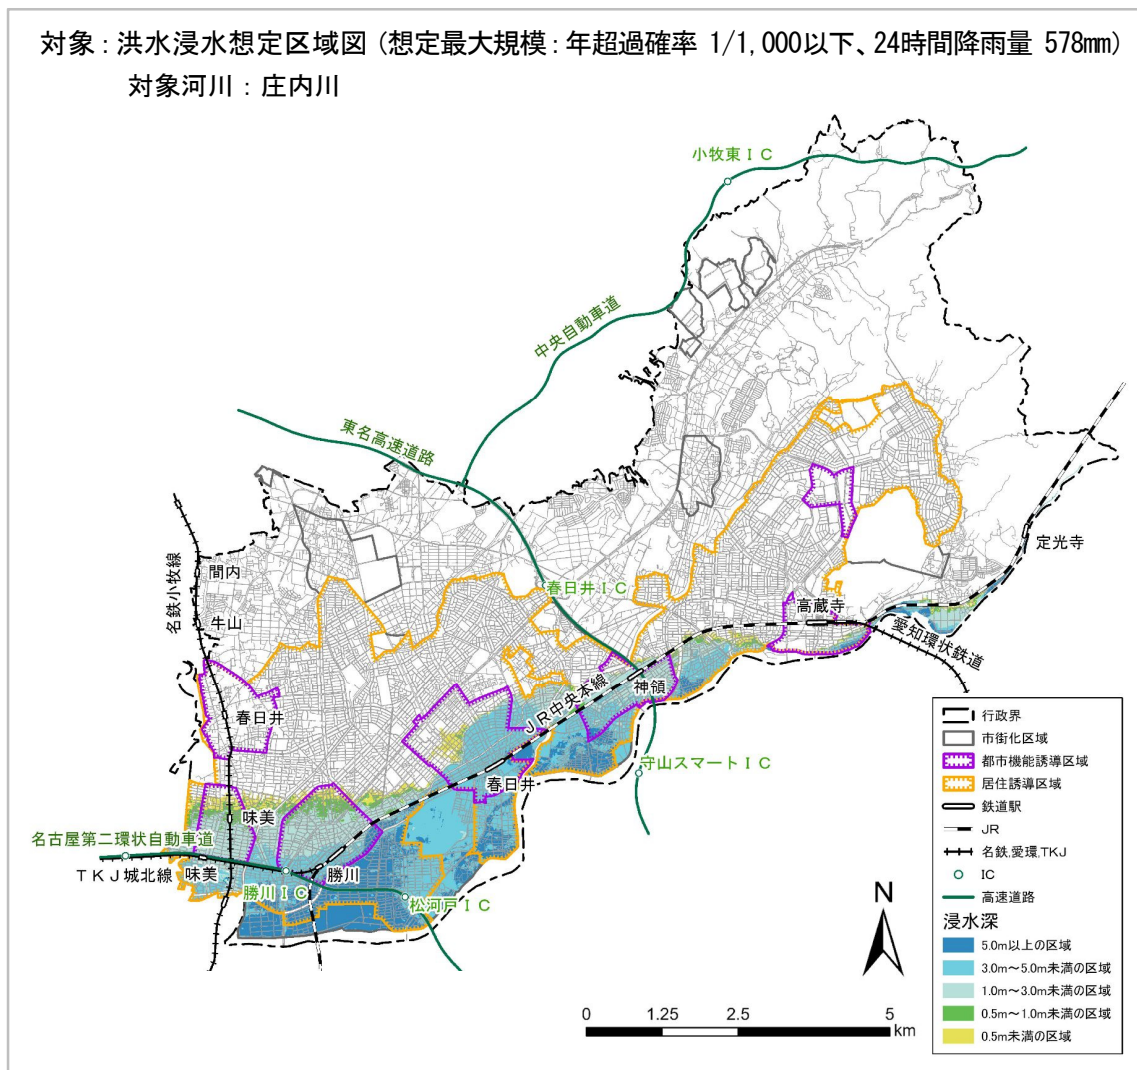 対象：洪水浸水想定区域図（想定最大規模：年超過確率 1/1,000以下、24時間降雨量 578mm）
対象河川：庄内川
小牧東ＩＣ
中央自動車道
東名高速道路
名鉄小牧線
間内
牛山
春日井ＩＣ
定光寺
高蔵寺
愛知環状鉄道
春日井
神領
ＪＲ中央本線
守山スマートＩＣ
春日井
味美
名古屋第二環状自動車道
ＴＫＪ城北線
味美
勝川
勝川ＩＣ
松河戸ＩＣ
行政界
市街化区域
都市機能誘導区域
居住誘導区域
鉄道駅
JR
名鉄,愛環,TKJ
IC
高速道路
浸水深
5.0m以上の区域
3.0m～5.0m未満の区域
1.0m～3.0m未満の区域
0.5m～1.0m未満の区域
0.5m未満の区域
N
0 1.25 2.5 5
km